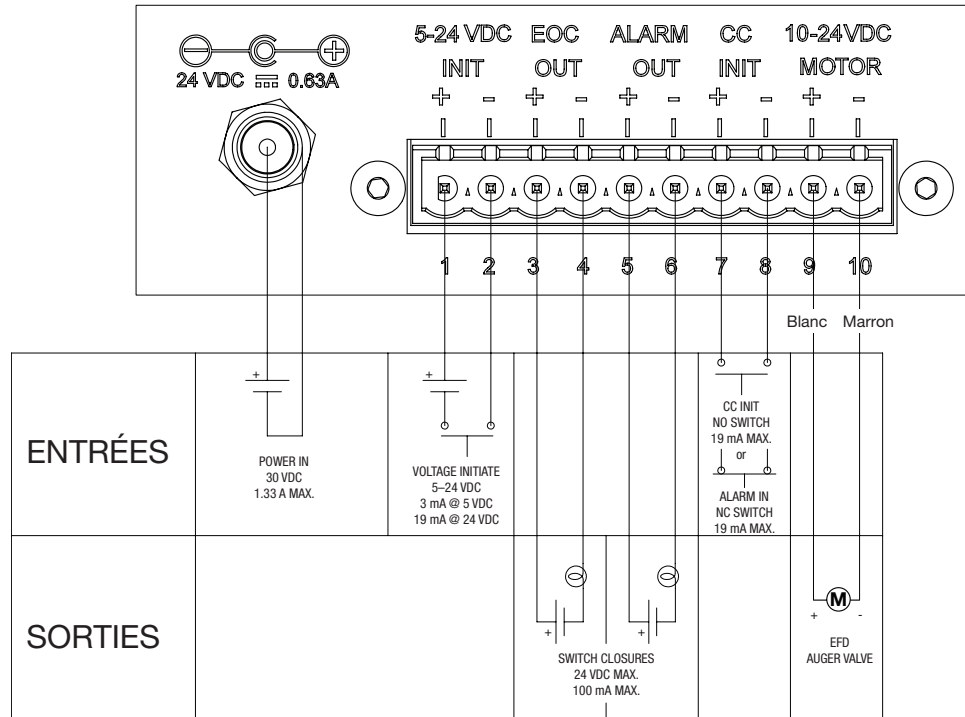 5-24 VDC EOC ALARM CC 10-24VDC
INIT OUT OUT INIT MOTOR
+ - + - + - + - + -
24 VDC 0.63A
1 2 3 4 5 6 7 8 9 10
Blanc Marron
ENTRÉES
+
POWER IN
30 VDC
1.33 A MAX.
+
VOLTAGE INITIATE
5–24 VDC
3 mA @ 5 VDC
19 mA @ 24 VDC
CC INIT
NO SWITCH
19 mA MAX.
or
ALARM IN
NC SWITCH
19 mA MAX.
SORTIES
+ +
SWITCH CLOSURES
24 VDC MAX.
100 mA MAX.
M
+ -
EFD
AUGER VALVE